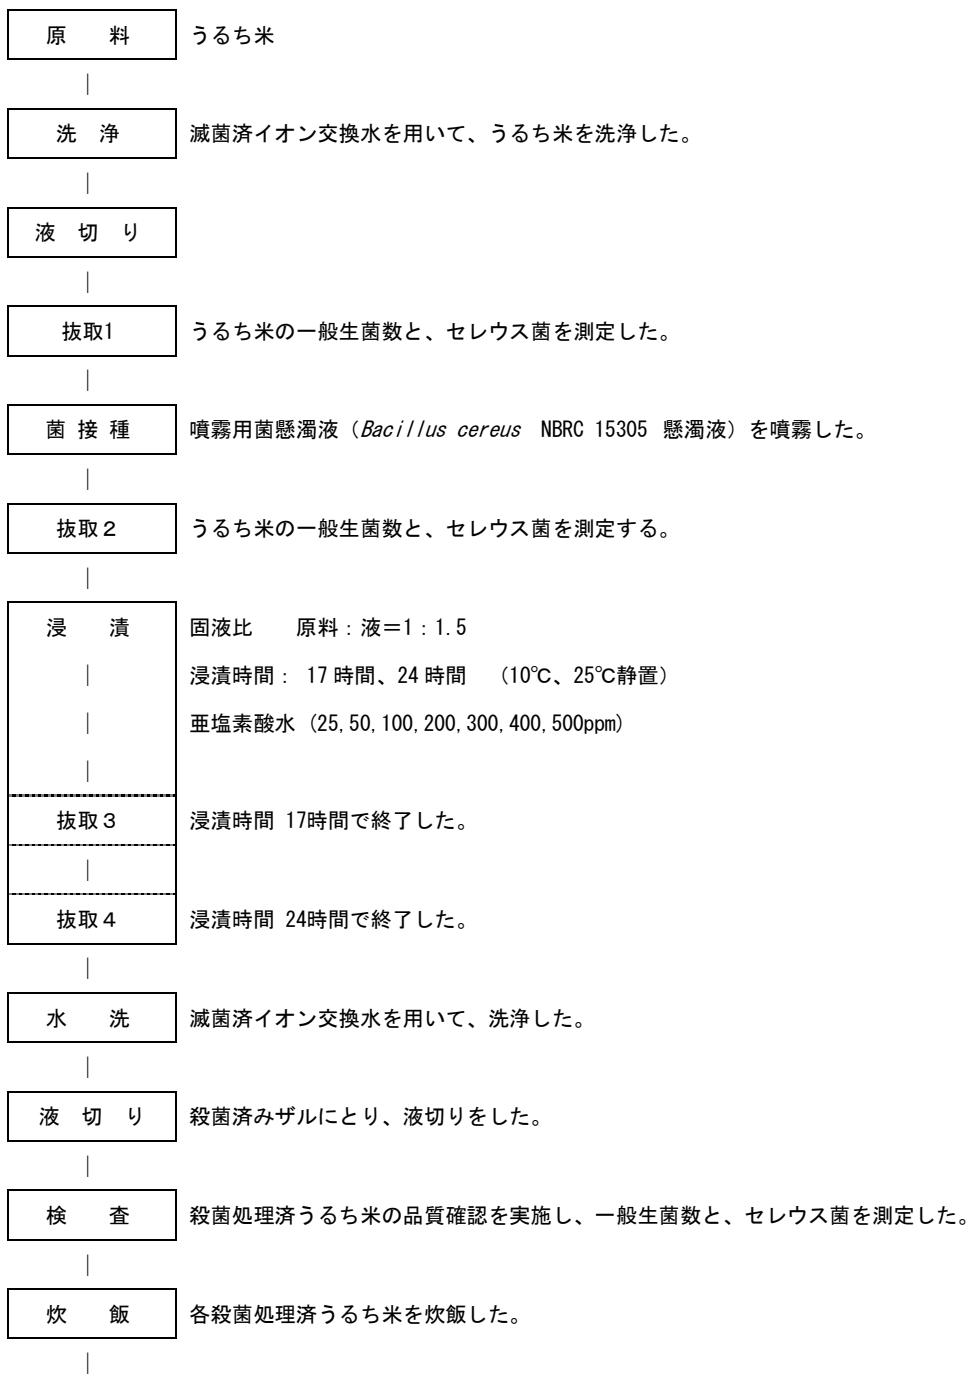 原　料　うるち米
洗　浄　滅菌済イオン交換水を用いて、うるち米を洗浄した。
液　切　り
抜取1　うるち米の一般生菌数と、セレウス菌を測定した。
菌 接 種　噴霧用菌懸濁液（Bacillus cereus NBRC 15305 懸濁液）を噴霧した。
抜取２　うるち米の一般生菌数と、セレウス菌を測定する。
浸　漬　固液比　原料：液＝1：1.5
浸漬時間： 17 時間、24 時間　（10℃、25℃静置）
亜塩素酸水 (25,50,100,200,300,400,500ppm)
抜取３　浸漬時間 17時間で終了した。
抜取４　浸漬時間 24時間で終了した。
水　洗　滅菌済イオン交換水を用いて、洗浄した。
液　切　り　殺菌済みザルにとり、液切りをした。
検　査　殺菌処理済うるち米の品質確認を実施し、一般生菌数と、セレウス菌を測定した。
炊　飯　各殺菌処理済うるち米を炊飯した。